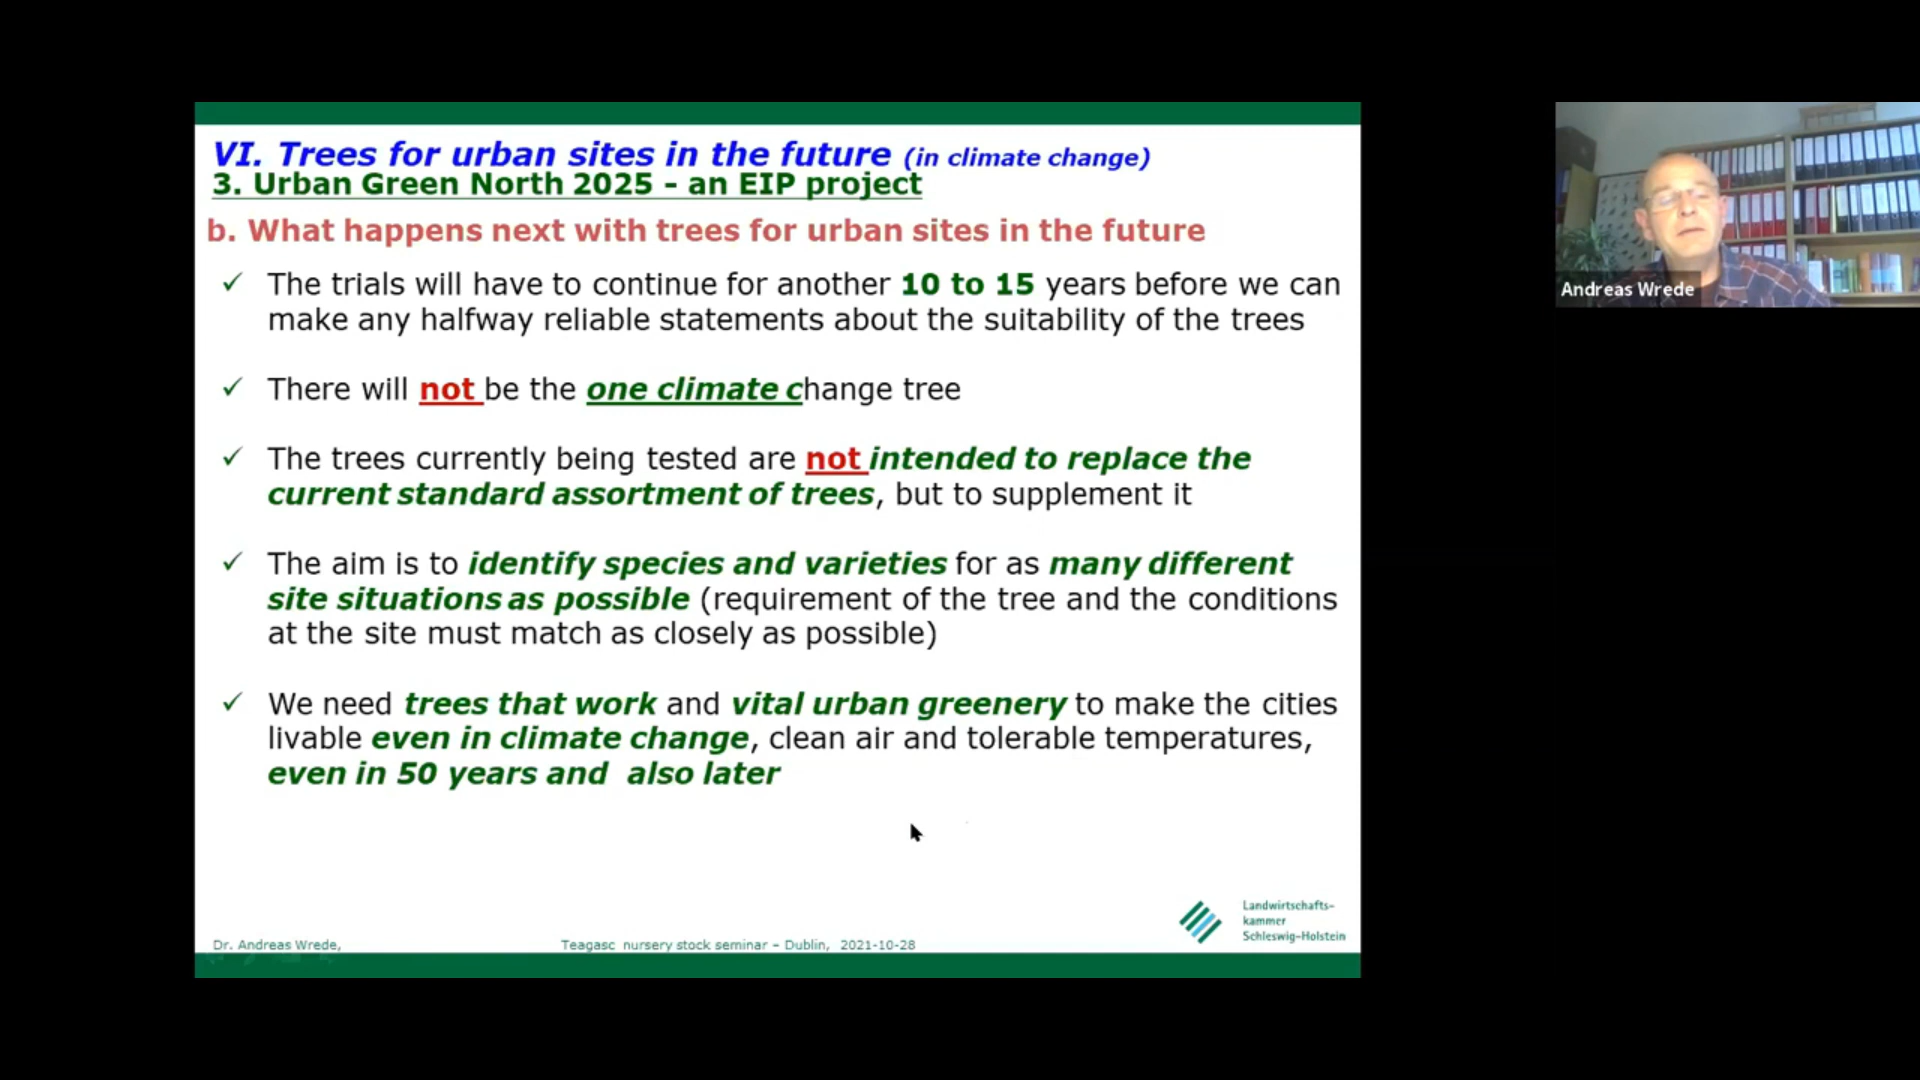 VI. Trees for urban sites in the future (in climate change)
3. Urban Green North 2025 - an EIP project
b. What happens next with trees for urban sites in the future
✓ The trials will have to continue for another 10 to 15 years before we can
make any halfway reliable statements about the suitability of the trees
✓ There will not be the one climate change tree
✓ The trees currently being tested are not intended to replace the
current standard assortment of trees, but to supplement it
✓ The aim is to identify species and varieties for as many different
site situations as possible (requirement of the tree and the conditions
at the site must match as closely as possible)
✓ We need trees that work and vital urban greenery to make the cities
livable even in climate change, clean air and tolerable temperatures,
even in 50 years and also later
Dr. Andreas Wrede,
Teagasc nursery stock seminar – Dublin, 2021-10-28
Landwirtschafts-
kammer
Schleswig-Holstein
Andreas Wrede